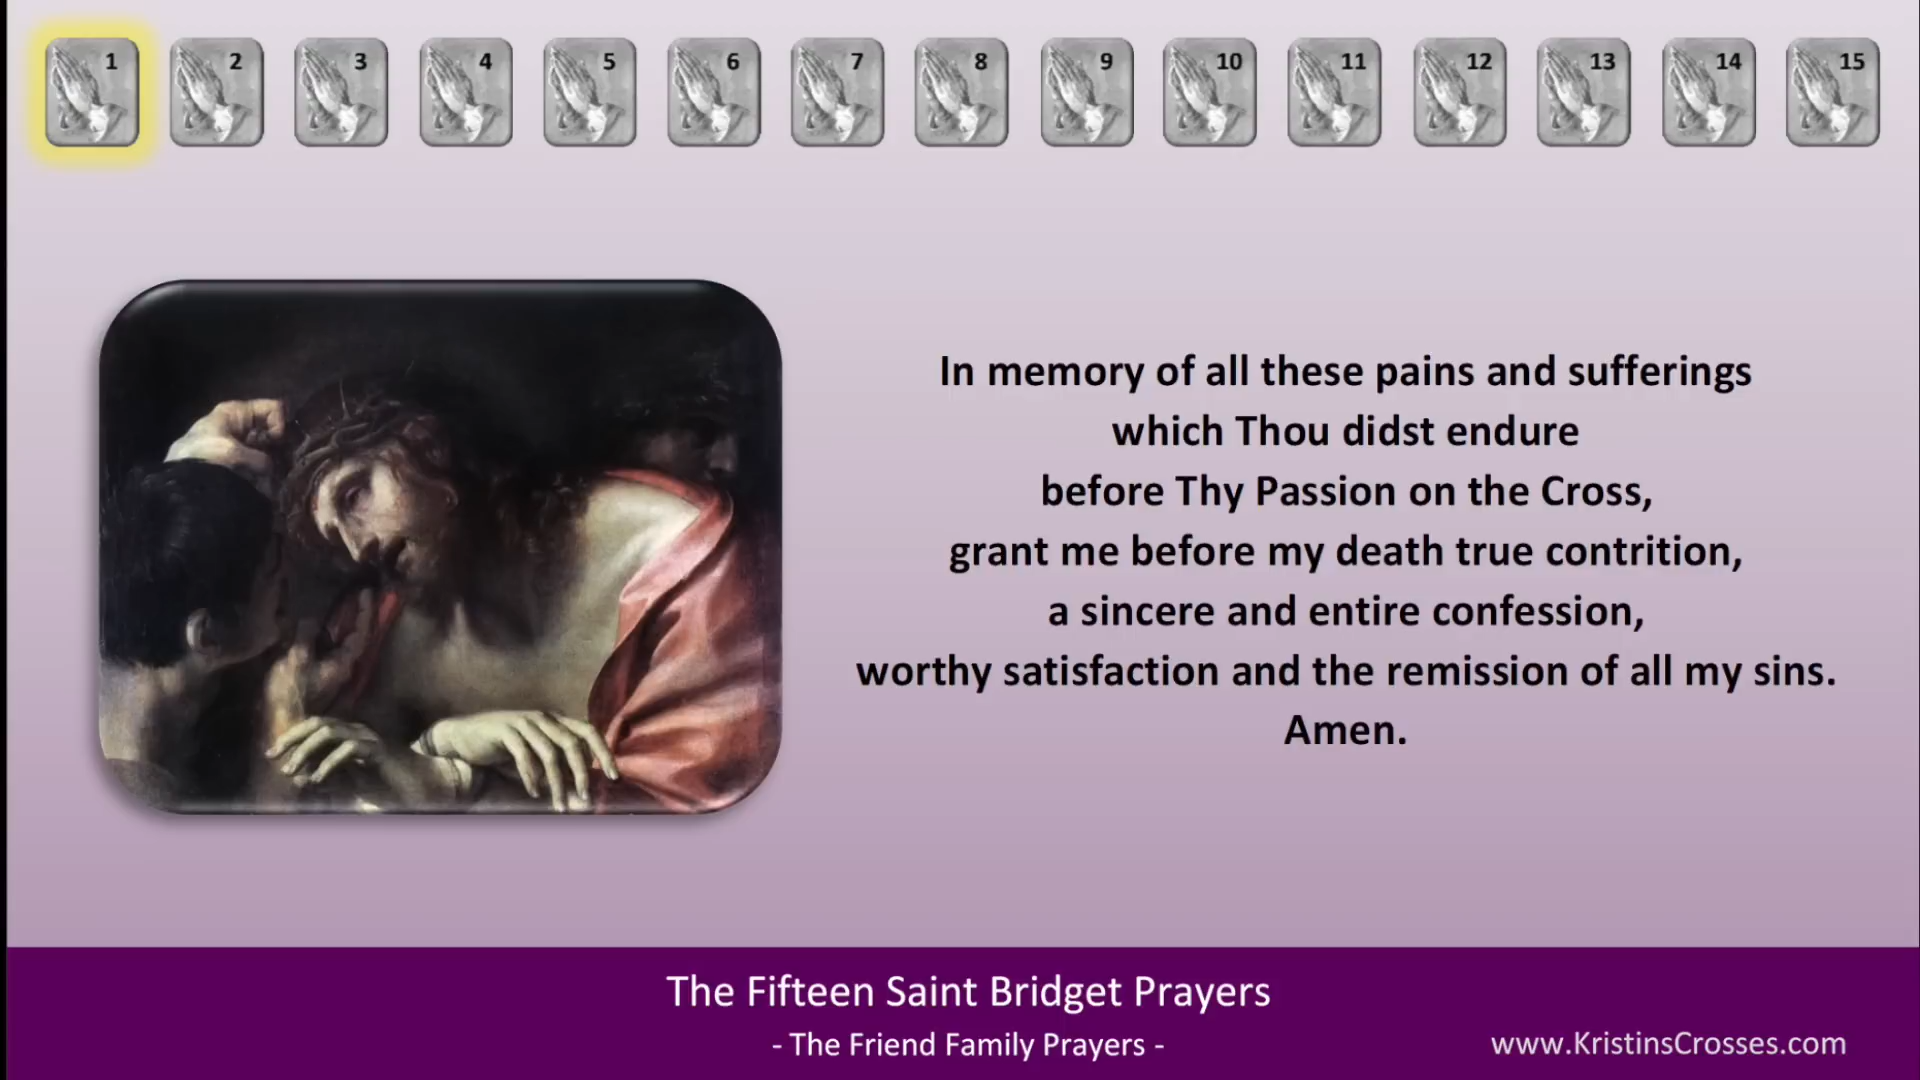 1 2 3 4 5 6 7 8 9 10 11 12 13 14 15
In memory of all these pains and sufferings
which Thou didst endure
before Thy Passion on the Cross,
grant me before my death true contrition,
a sincere and entire confession,
worthy satisfaction and the remission of all my sins.
Amen.
The Fifteen Saint Bridget Prayers
- The Friend Family Prayers -
www.KristinsCrosses.com